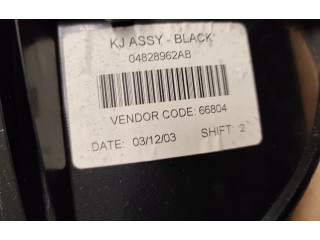 KJ ASSY - BLACK
04828962AB
VENDOR CODE: 66804
DATE: 03/12/03 SHIFT: 2